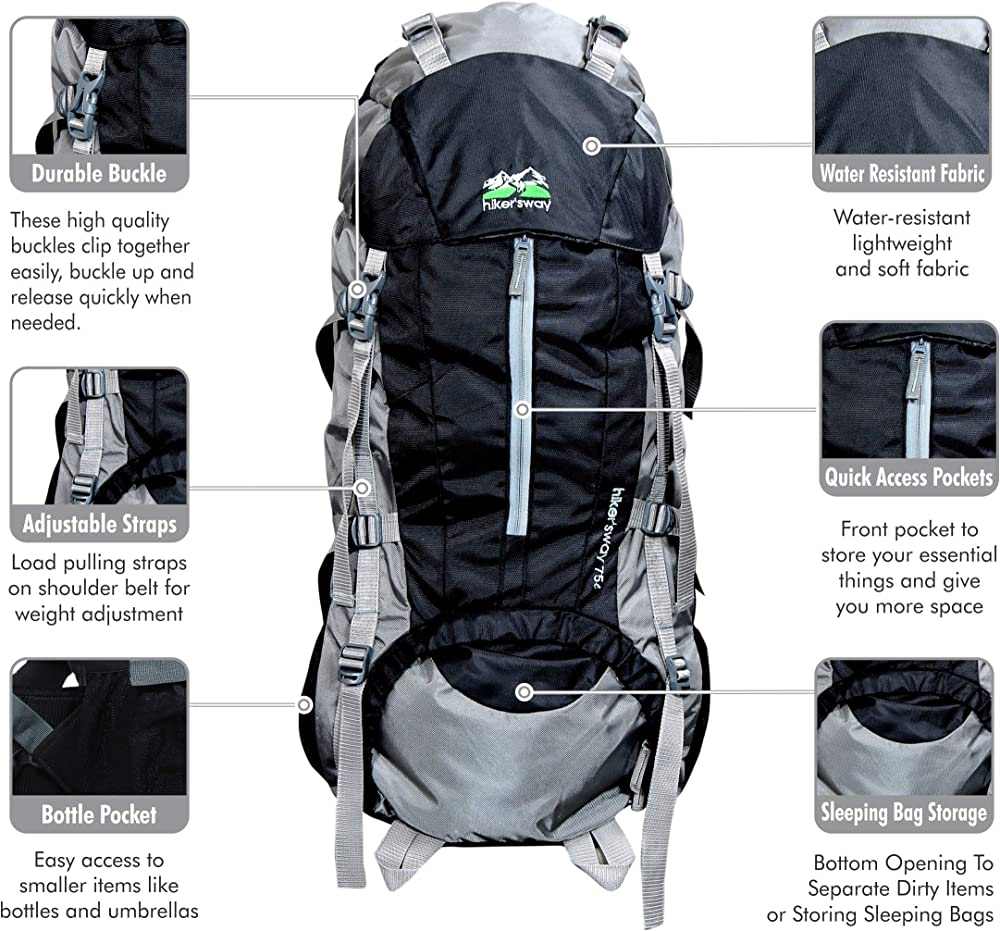 Durable Buckle
These high quality
buckles clip together
easily, buckle up and
release quickly when
needed.
Adjustable Straps
Load pulling straps
on shoulder belt for
weight adjustment
Bottle Pocket
Easy access to
smaller items like
bottles and umbrellas
hiker'sway
hiker'sway 75ℓ
Water Resistant Fabric
Water-resistant
lightweight
and soft fabric
Quick Access Pockets
Front pocket to
store your essential
things and give
you more space
Sleeping Bag Storage
Bottom Opening To
Separate Dirty Items
or Storing Sleeping Bags